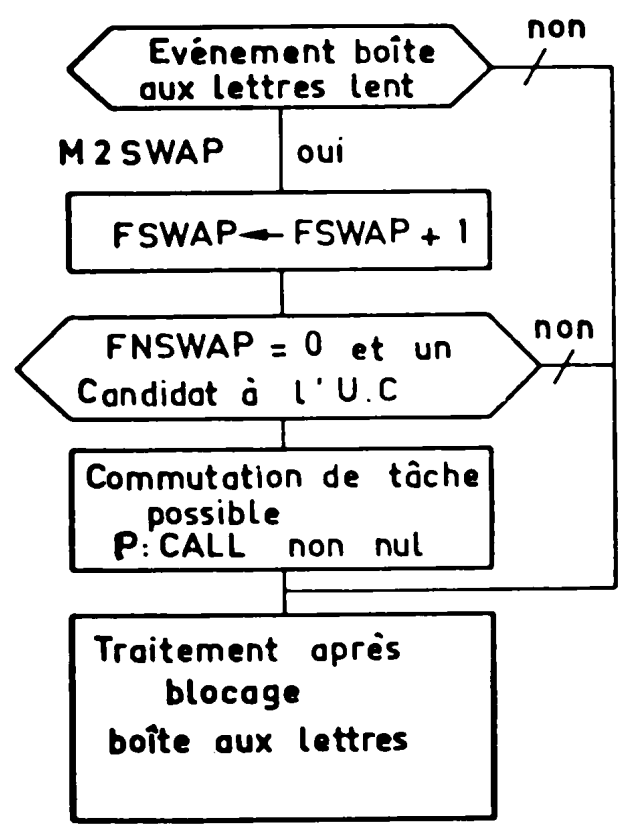 non
Evénement boîte
aux lettres lent
M2SWAP oui
FSWAP ← FSWAP + 1
non
FNSWAP = 0 et un
Candidat à l'U.C
Commutation de tâche
possible
P:CALL non nul
Traitement après
blocage
boîte aux lettres